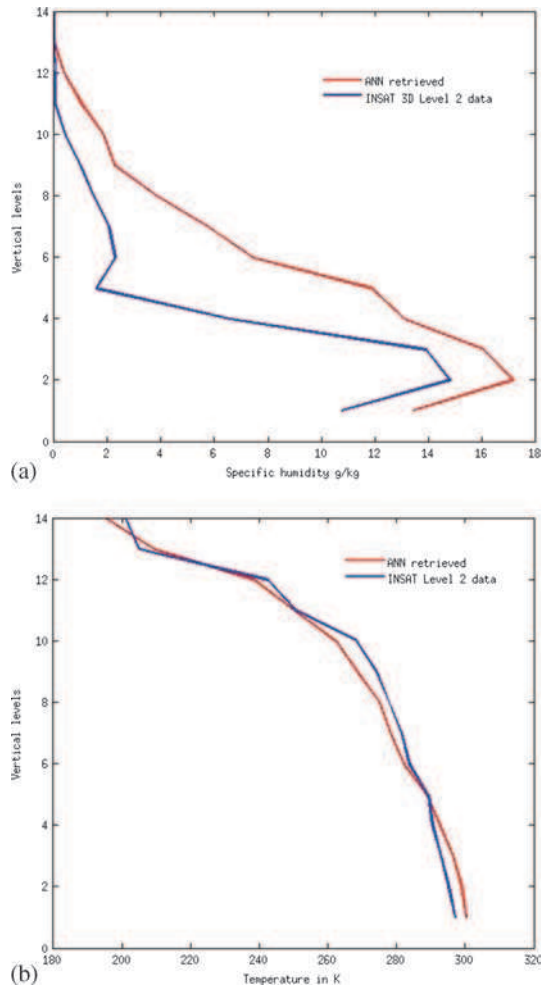 14
12
10
8
6
4
2
0
Vertical levels
ANN retrieved
INSAT 3D Level 2 data
0 2 4 6 8 10 12 14 16 18
Specific humidity g/kg
(a)
14
12
10
8
6
4
2
0
Vertical levels
ANN retrieved
INSAT Level 2 data
180 200 220 240 260 280 300 320
Temperature in K
(b)